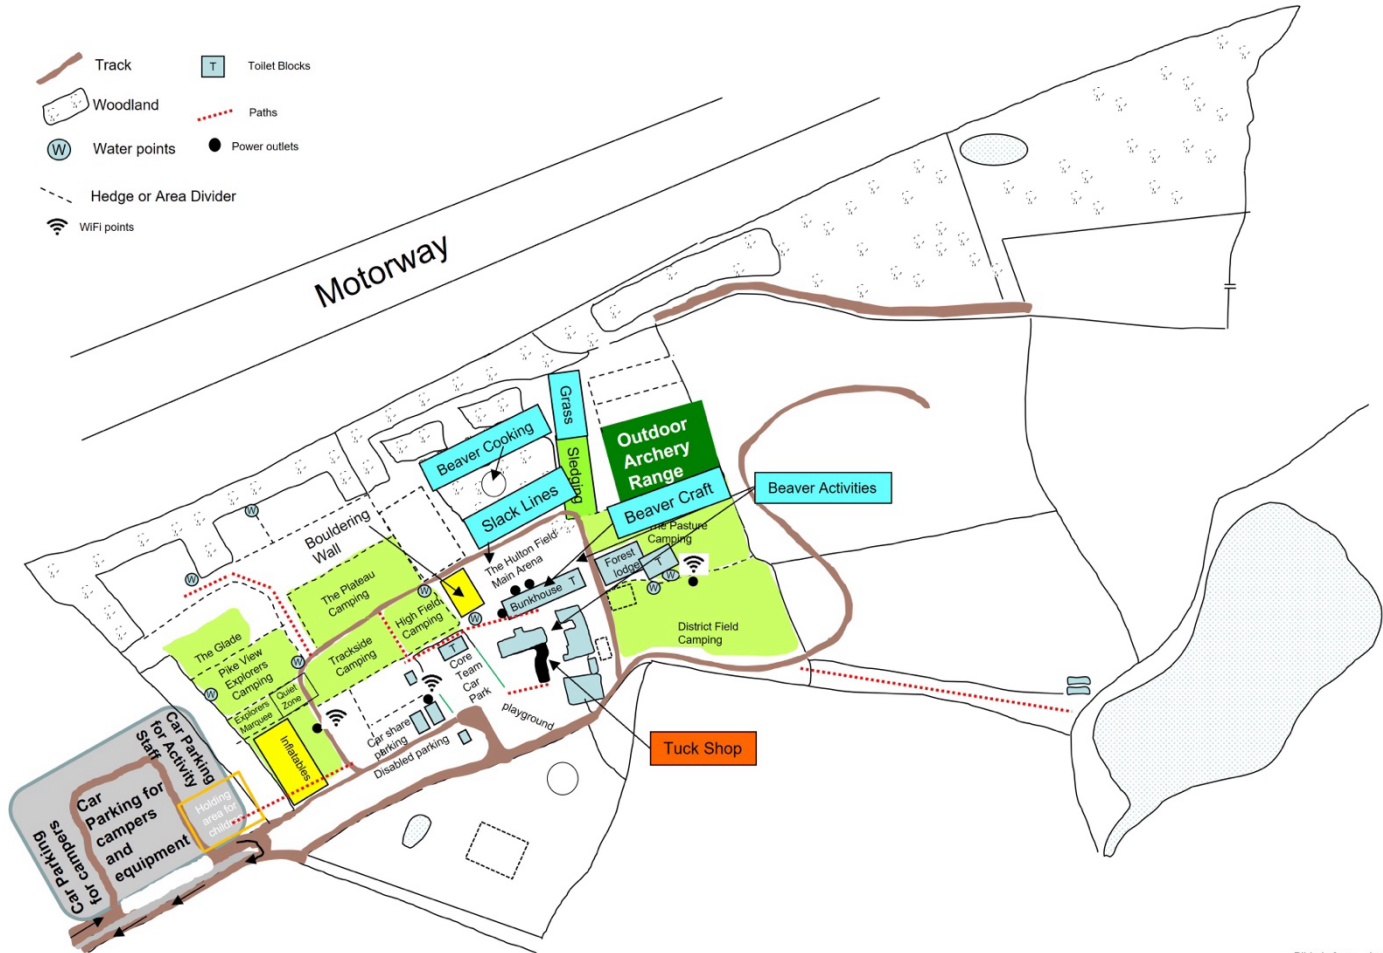 Track
T
Toilet Blocks
Woodland
Paths
W
Water points
Power outlets
Hedge or Area Divider
WiFi points
Motorway
Grass
Sledging
Outdoor
Archery
Range
Beaver Cooking
Slack Lines
Beaver Craft
Beaver Activities
Bouldering
Wall
The Hulton Field
Main Arena
The Pasture
Camping
Forest
lodge
T
W
W
Bunkhouse
T
W
W
W
W
The Plateau
Camping
High Field
Camping
W
W
Trackside
Camping
District Field
Camping
The Glade
Pike View
Explorers
Camping
Explorers
Marquee
Quiet
Zone
T
Core
Team
Car
Park
playground
Car share
parking
Disabled parking
Inflatables
Tuck Shop
Car Parking
for Activity
Staff
Holding
area for
children
Car
Parking for
campers
and
equipment
Car Parking
for campers